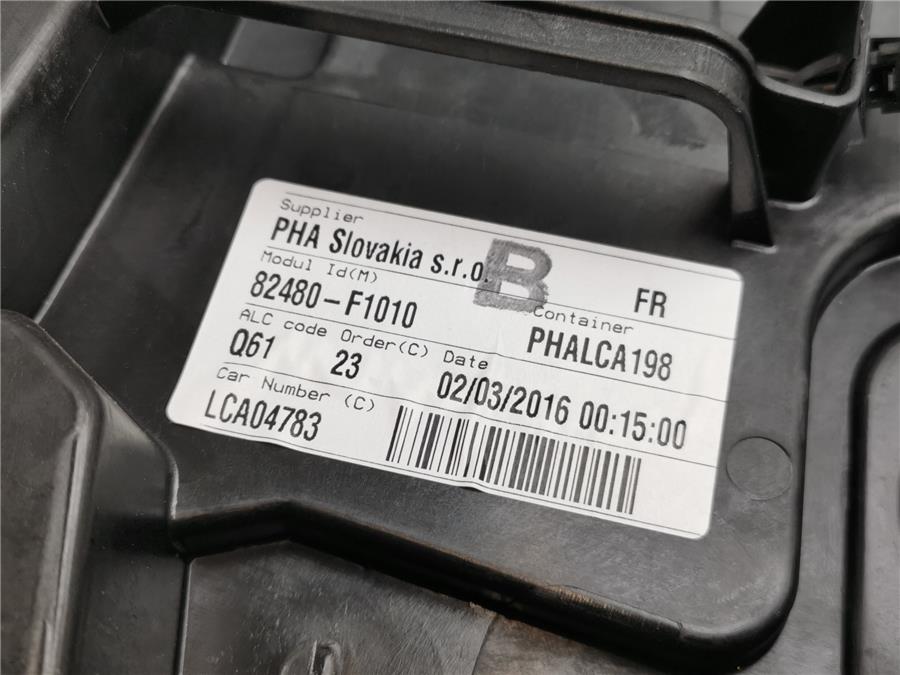 Supplier
PHA Slovakia s.r.o.
B
FR
Modul Id(M)
82480-F1010
Container
PHALCA198
ALC code Order(C) Date
Q61 23 02/03/2016 00:15:00
Car Number (C)
LCA04783